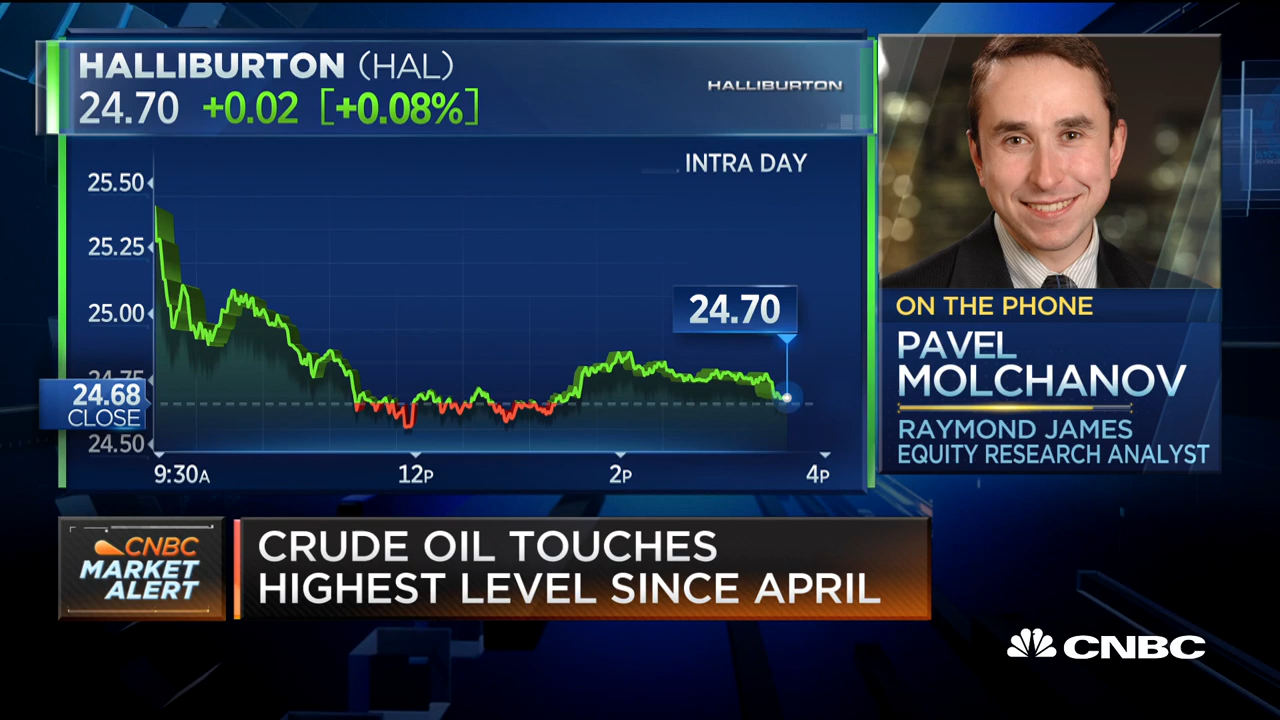 HALLIBURTON (HAL)
24.70 +0.02 [+0.08%]
HALLIBURTON
INTRA DAY
25.50
25.25
25.00
24.75
24.50
24.68
CLOSE
24.70
9:30A 12P 2P 4P
ON THE PHONE
PAVEL
MOLCHANOV
RAYMOND JAMES
EQUITY RESEARCH ANALYST
CNBC
MARKET
ALERT
CRUDE OIL TOUCHES
HIGHEST LEVEL SINCE APRIL
CNBC